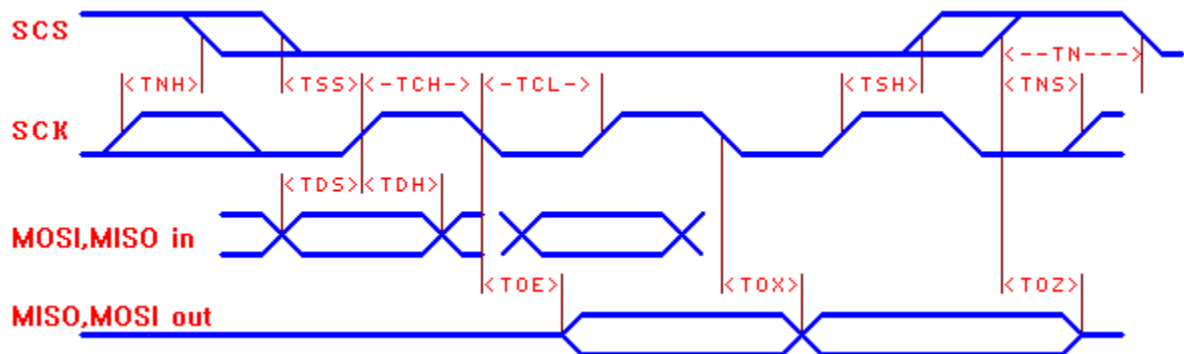 SCS
<--TN--->
<TNH> <TSS> <-TCH-> <-TCL-> <TSH> <TNS>
SCK
<TDS> <TDH>
MOSI,MISO in
<TOE> <TOX> <TOZ>
MISO,MOSI out